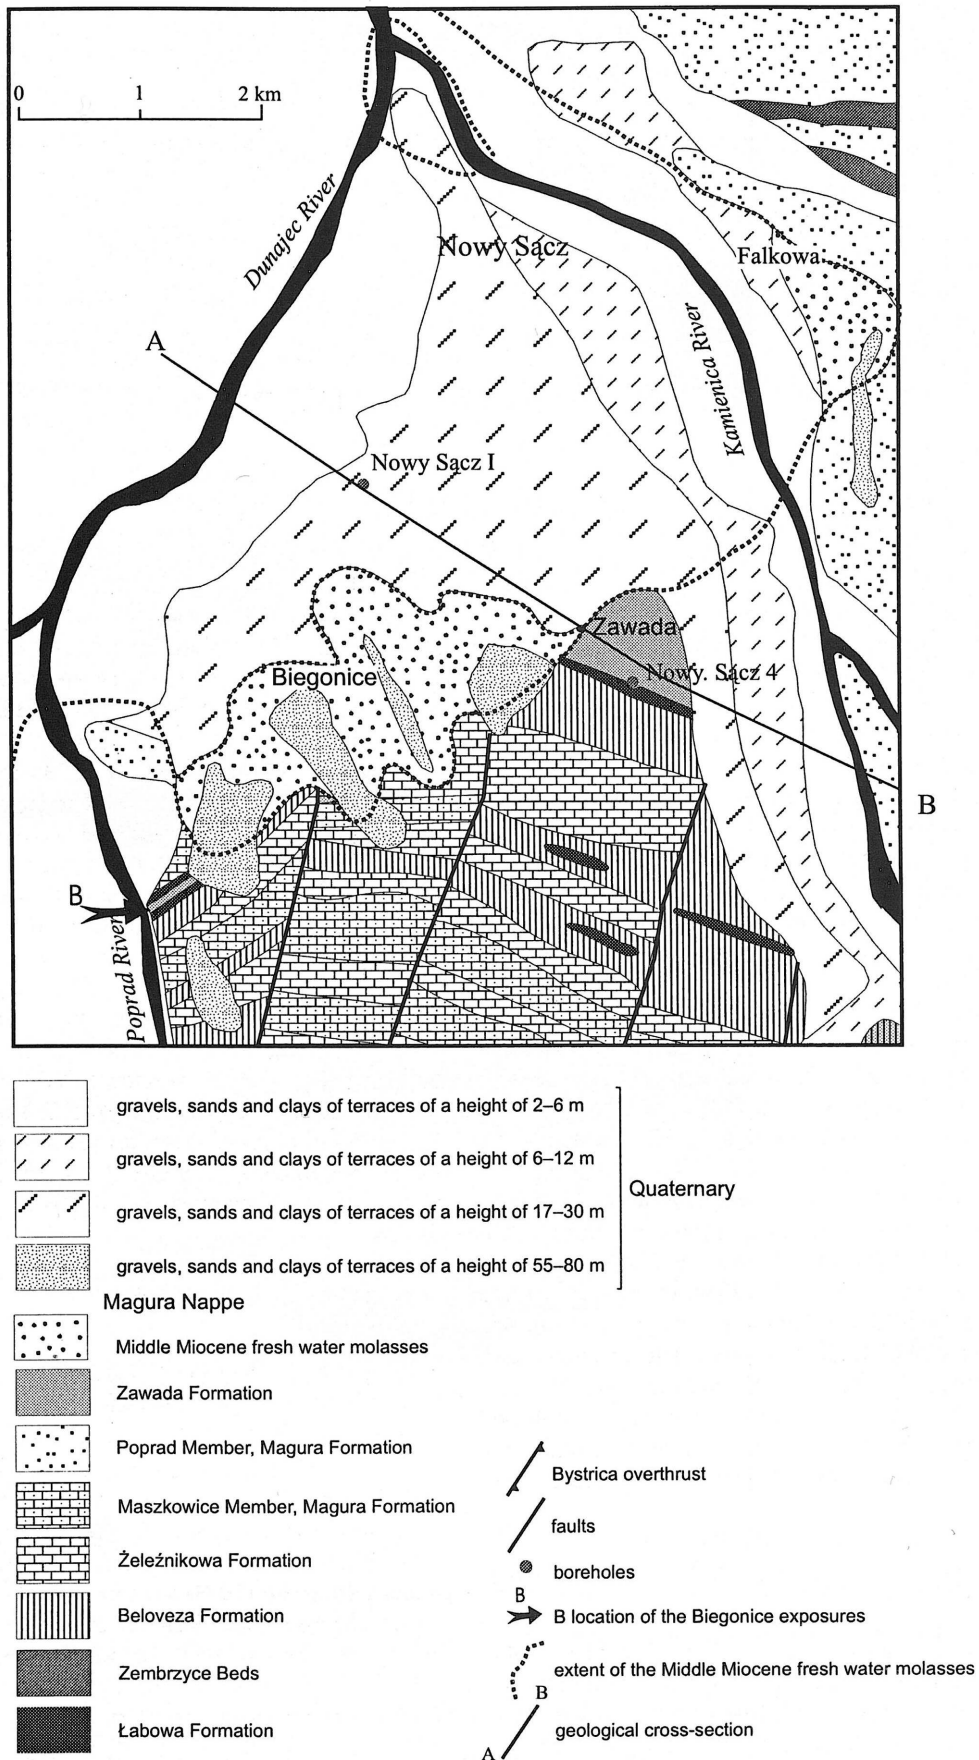 0 1 2 km
Dunajec River
Nowy Sącz
Falkowa
A
Kamienica River
Nowy Sącz I
Zawada
Nowy. Sącz 4
Biegonice
B
B
Poprad River
gravels, sands and clays of terraces of a height of 2–6 m
gravels, sands and clays of terraces of a height of 6–12 m
Quaternary
gravels, sands and clays of terraces of a height of 17–30 m
gravels, sands and clays of terraces of a height of 55–80 m
Magura Nappe
Middle Miocene fresh water molasses
Zawada Formation
Poprad Member, Magura Formation
Bystrica overthrust
Maszkowice Member, Magura Formation
faults
Żeleźnikowa Formation
boreholes
B
Beloveza Formation
B location of the Biegonice exposures
Zembrzyce Beds
extent of the Middle Miocene fresh water molasses
B
Łabowa Formation
geological cross-section
A